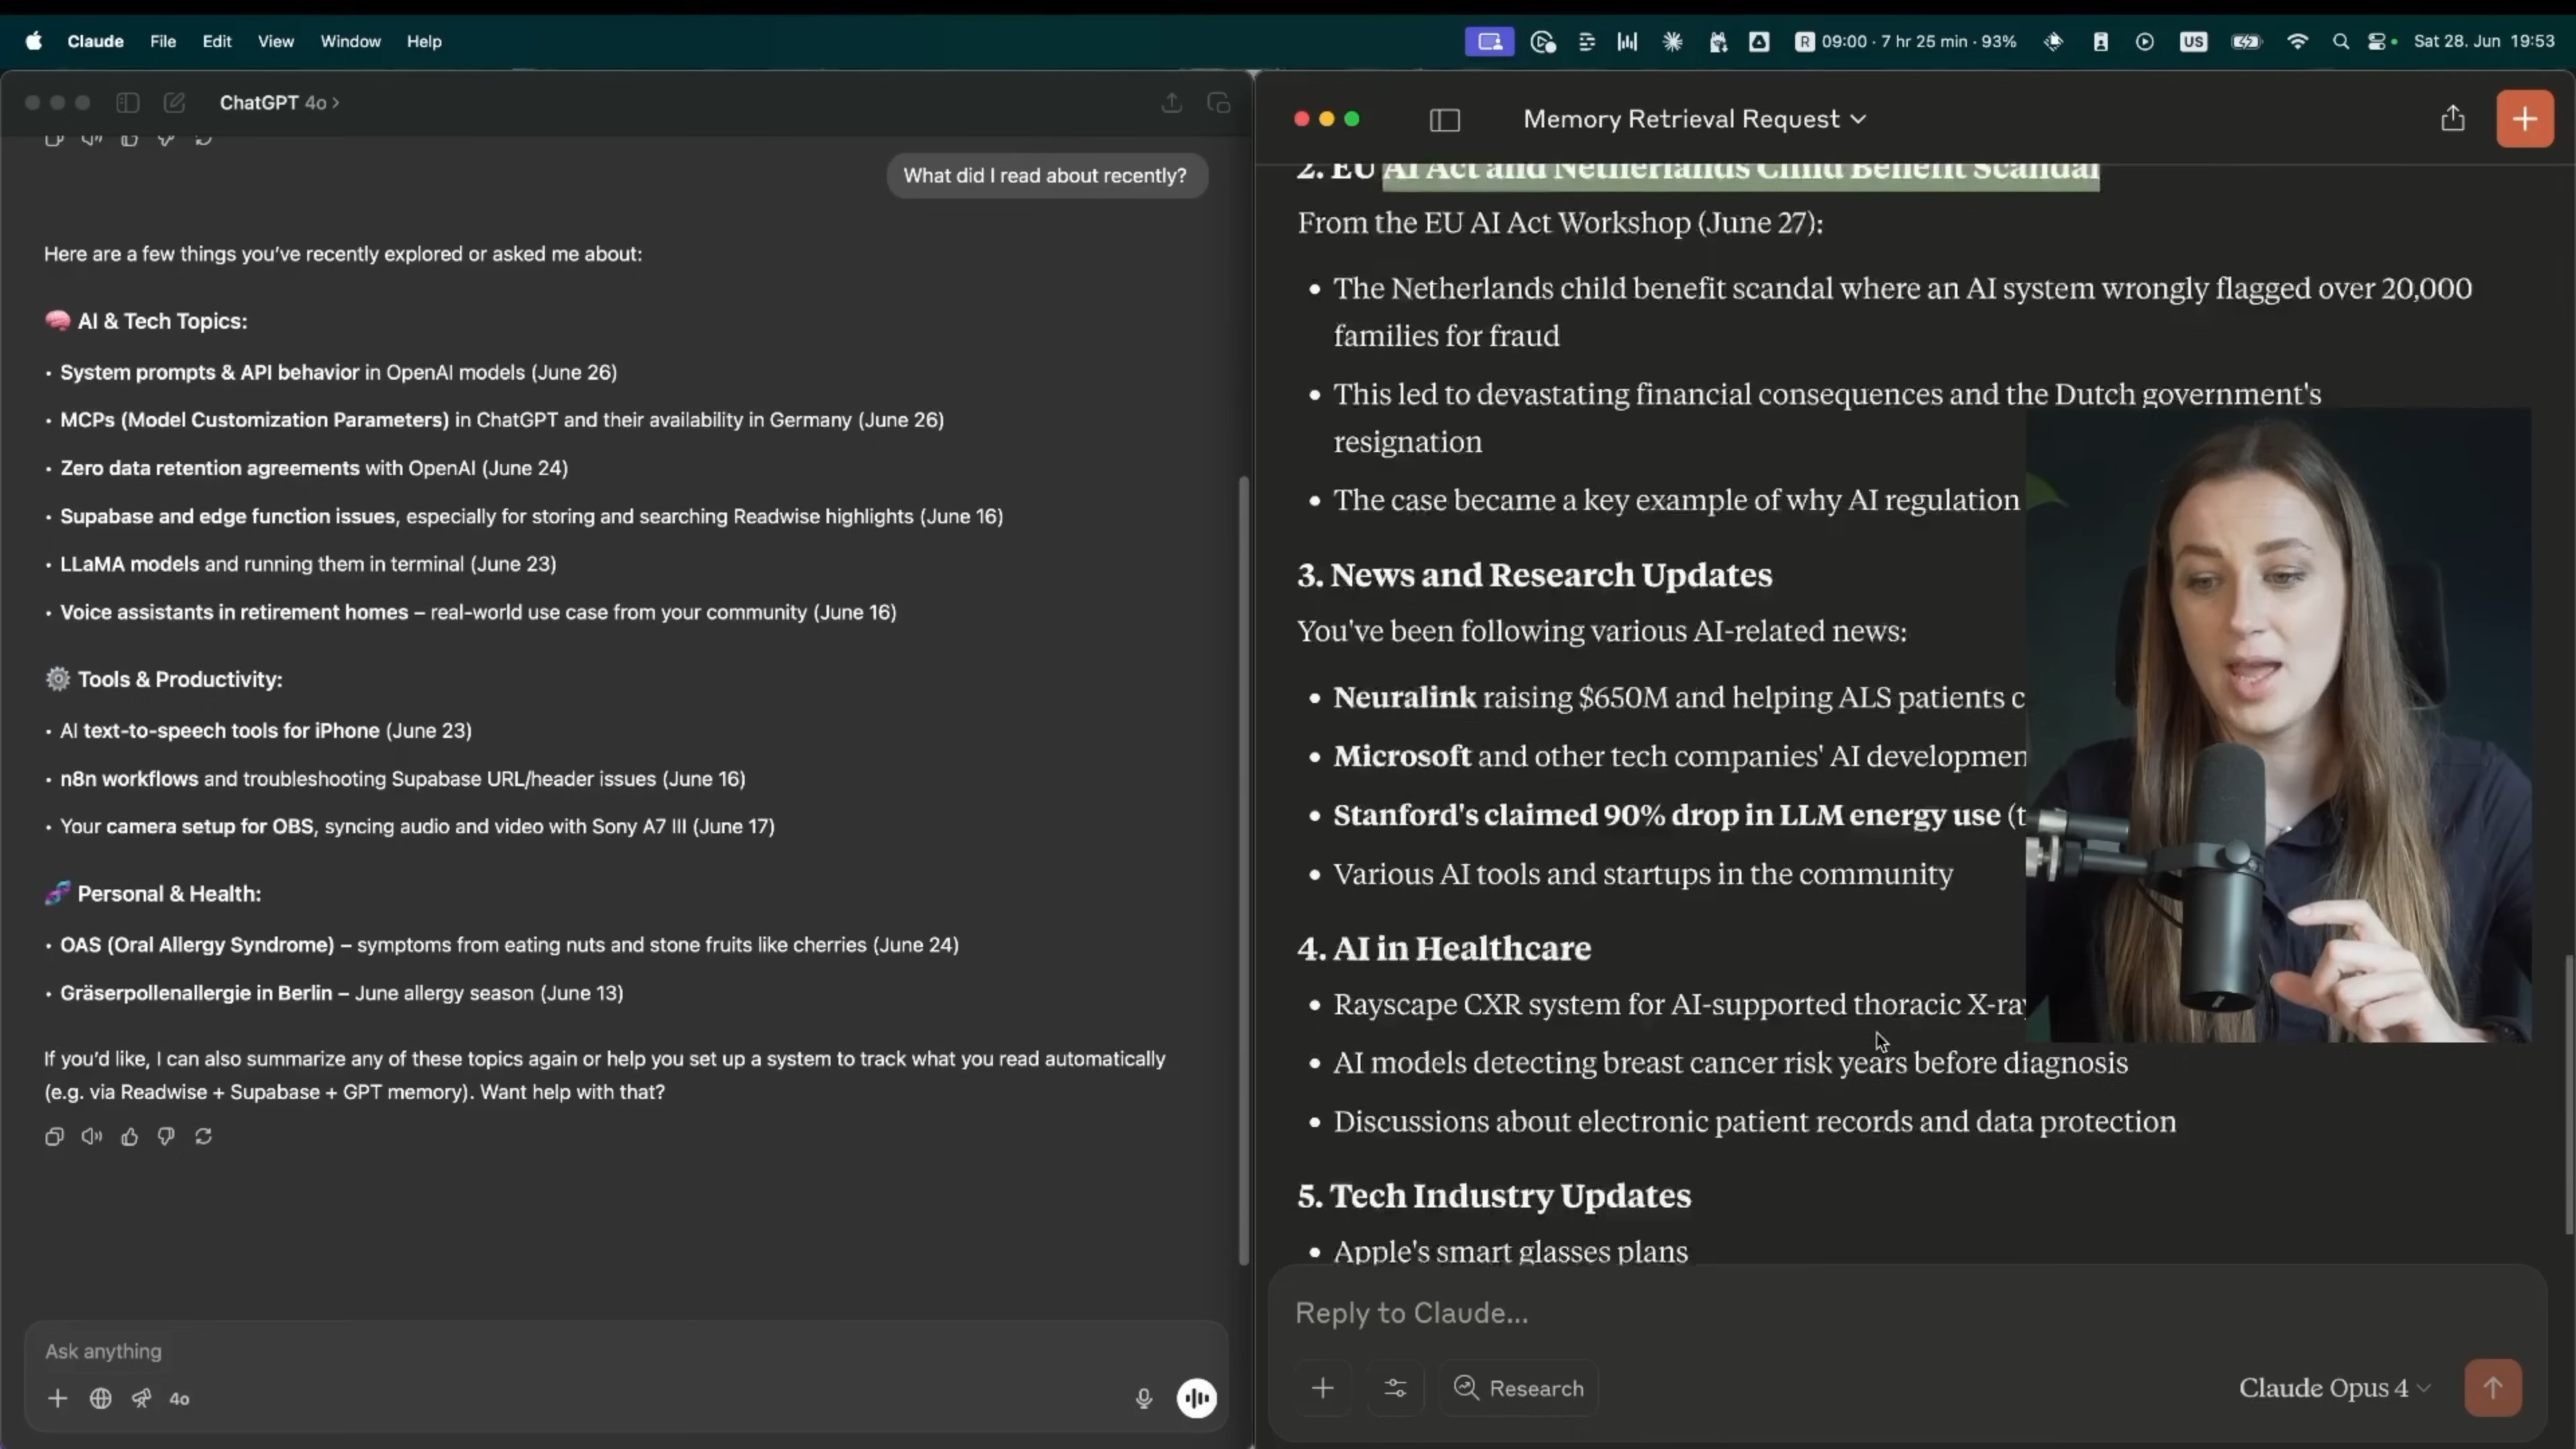 Claude File Edit View Window Help
R 09:00 · 7 hr 25 min · 93% US Sat 28. Jun 19:53
ChatGPT 4o >
What did I read about recently?
Here are a few things you've recently explored or asked me about:
🧠 AI & Tech Topics:
• System prompts & API behavior in OpenAI models (June 26)
• MCPs (Model Customization Parameters) in ChatGPT and their availability in Germany (June 26)
• Zero data retention agreements with OpenAI (June 24)
• Supabase and edge function issues, especially for storing and searching Readwise highlights (June 16)
• LLaMA models and running them in terminal (June 23)
• Voice assistants in retirement homes – real-world use case from your community (June 16)
⚙️ Tools & Productivity:
• AI text-to-speech tools for iPhone (June 23)
• n8n workflows and troubleshooting Supabase URL/header issues (June 16)
• Your camera setup for OBS, syncing audio and video with Sony A7 III (June 17)
🧬 Personal & Health:
• OAS (Oral Allergy Syndrome) – symptoms from eating nuts and stone fruits like cherries (June 24)
• Gräserpollenallergie in Berlin – June allergy season (June 13)
If you'd like, I can also summarize any of these topics again or help you set up a system to track what you read automatically
(e.g. via Readwise + Supabase + GPT memory). Want help with that?
Ask anything
4o
Memory Retrieval Request
2. EU AI Act and Netherlands Child Benefit Scandal
From the EU AI Act Workshop (June 27):
• The Netherlands child benefit scandal where an AI system wrongly flagged over 20,000
families for fraud
• This led to devastating financial consequences and the Dutch government's
resignation
• The case became a key example of why AI regulation
3. News and Research Updates
You've been following various AI-related news:
• Neuralink raising $650M and helping ALS patients
• Microsoft and other tech companies' AI
• Stanford's claimed 90% drop in LLM energy use
• Various AI tools and startups in the community
4. AI in Healthcare
• Rayscape CXR system for AI-supported thoracic
• AI models detecting breast cancer risk years before diagnosis
• Discussions about electronic patient records and data protection
5. Tech Industry Updates
• Apple's smart glasses plans
Reply to Claude...
Research
Claude Opus 4